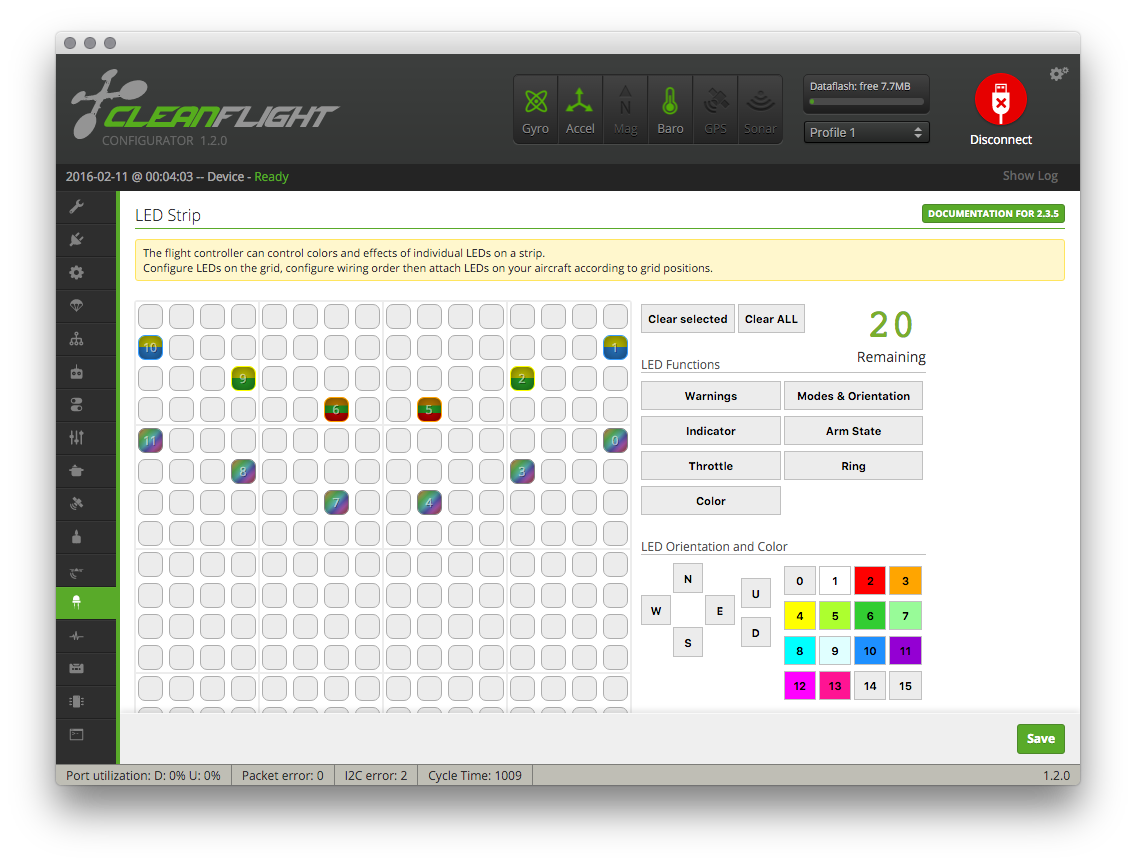 CLEANFLIGHT
CONFIGURATOR 1.2.0
Gyro Accel Mag Baro GPS Sonar
N
Dataflash: free 7.7MB
Profile 1
Disconnect
2016-02-11 @ 00:04:03 -- Device - Ready
Show Log
LED Strip
DOCUMENTATION FOR 2.3.5
The flight controller can control colors and effects of individual LEDs on a strip.
Configure LEDs on the grid, configure wiring order then attach LEDs on your aircraft according to grid positions.
10 1
9 2
6 5
11 0
8 3
7 4
Clear selected Clear ALL
20
Remaining
LED Functions
Warnings Modes & Orientation
Indicator Arm State
Throttle Ring
Color
LED Orientation and Color
N
W E
S
U
D
0 1 2 3
4 5 6 7
8 9 10 11
12 13 14 15
Save
Port utilization: D: 0% U: 0% Packet error: 0 I2C error: 2 Cycle Time: 1009 1.2.0